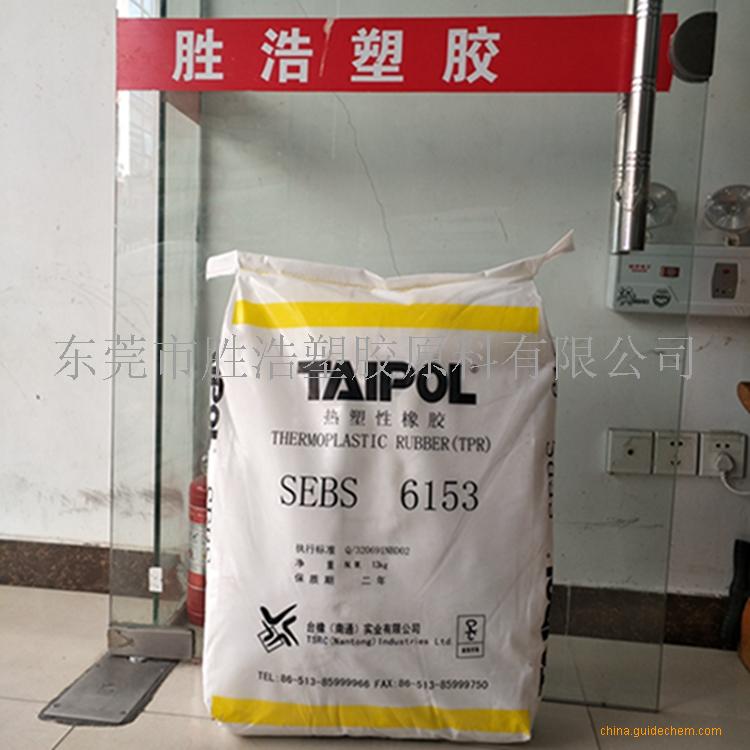 胜浩塑胶
东莞市胜浩塑胶原料有限公司
TAIPOL
热塑性橡胶
THERMOPLASTIC RUBBER(TPR)
SEBS 6153
执行标准 Q/320691NBD02
净 重 N.W. 13kg
保质期 二年
台橡（南通）实业有限公司
TSRC(Nantong)Industries Ltd.
TEL:86-513-85999966 FAX:86-513-85999750
china.guidechem.com